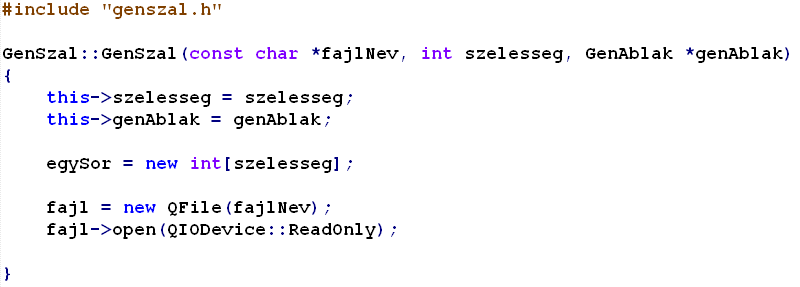 #include "genszal.h"
GenSzal::GenSzal(const char *fajlNev, int szelesseg, GenAblak *genAblak)
{
this->szelesseg = szelesseg;
this->genAblak = genAblak;
egySor = new int[szelesseg];
fajl = new QFile(fajlNev);
fajl->open(QIODevice::ReadOnly);
}